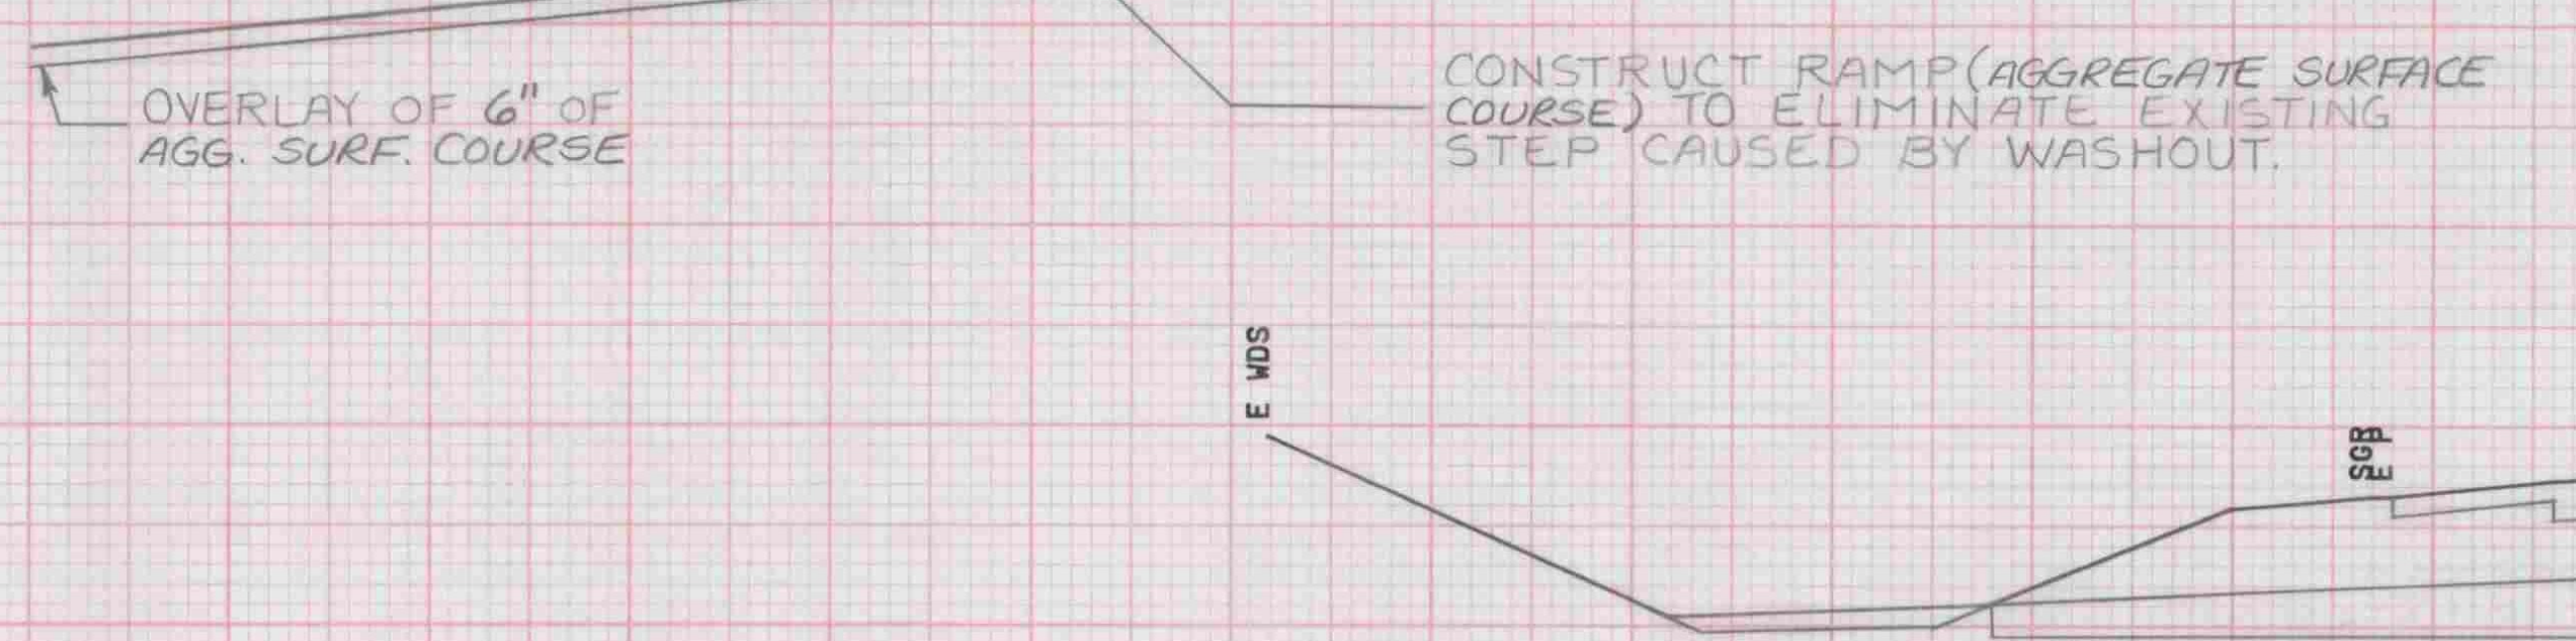 OVERLAY OF 6" OF
AGG. SURF. COURSE
CONSTRUCT RAMP (AGGREGATE SURFACE
COURSE) TO ELIMINATE EXISTING
STEP CAUSED BY WASHOUT.
E WDS